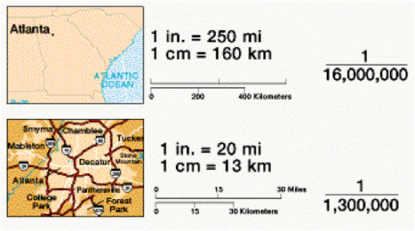 Atlanta.
ATLANTIC
OCEAN
1 in. = 250 mi
1 cm = 160 km
0 200 400 Kilometers
1
16,000,000
Smyrna Chamblee Tucker
Mableton
Decatur Stone
Mountain
Atlanta
Panthersville
College
Park
Forest
Park
1 in. = 20 mi
1 cm = 13 km
0 15 30 Miles
0 15 30 Kilometers
1
1,300,000